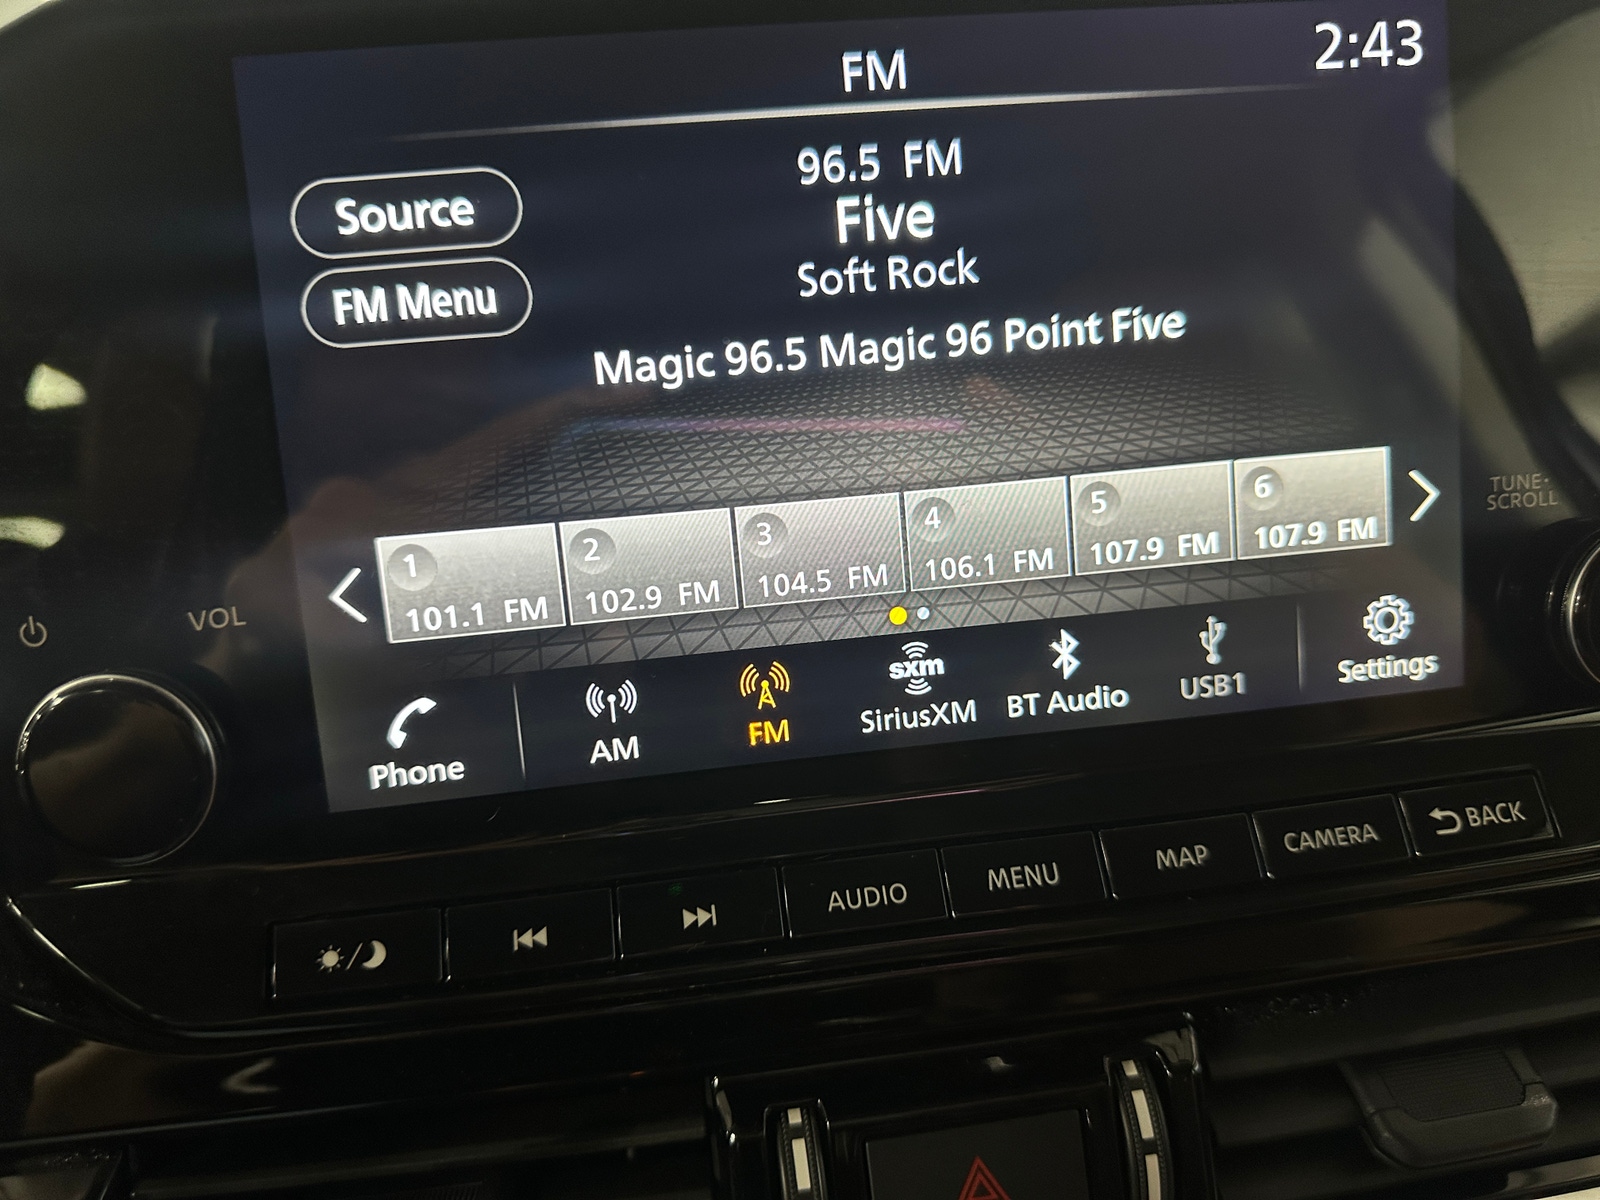 FM
2:43
96.5 FM
Five
Soft Rock
Source
FM Menu
Magic 96.5 Magic 96 Point Five
1
101.1 FM
2
102.9 FM
3
104.5 FM
4
106.1 FM
5
107.9 FM
6
107.9 FM
TUNE·
SCROLL
VOL
Phone
AM
FM
sxm
SiriusXM
BT Audio
USB1
Settings
AUDIO
MENU
MAP
CAMERA
BACK